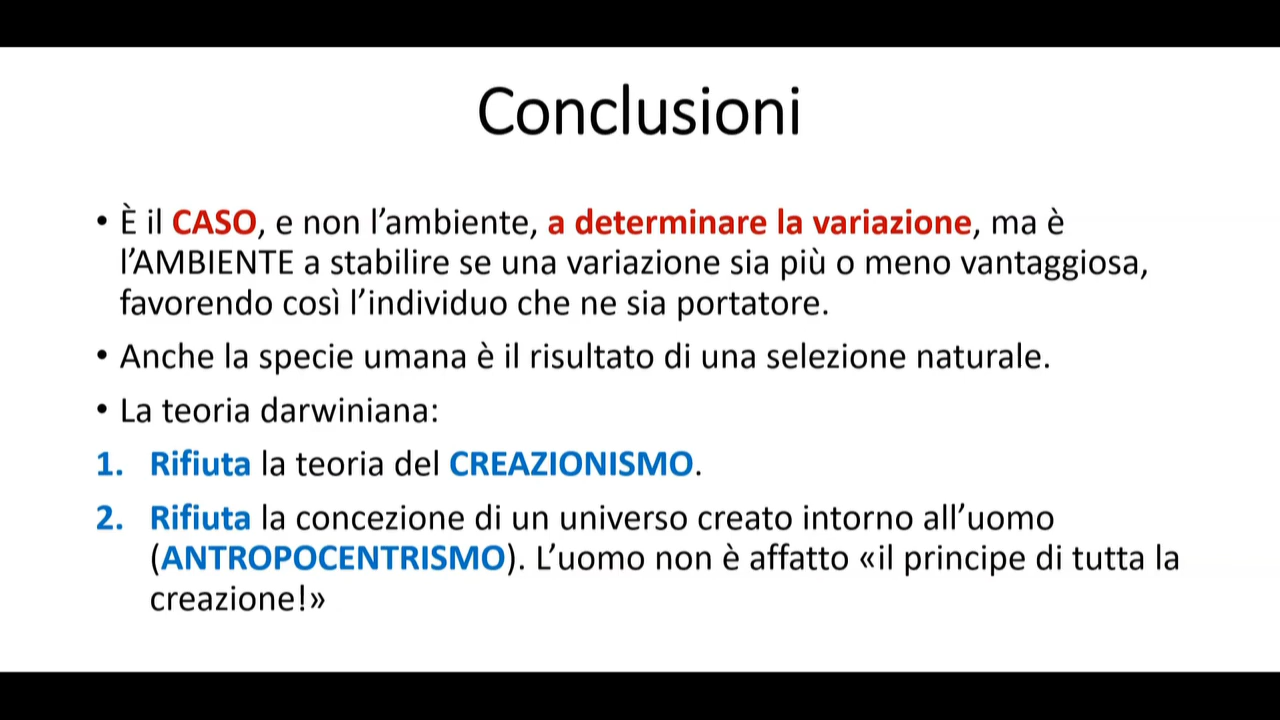 Conclusioni
• È il CASO, e non l’ambiente, a determinare la variazione, ma è
l’AMBIENTE a stabilire se una variazione sia più o meno vantaggiosa,
favorendo così l’individuo che ne sia portatore.
• Anche la specie umana è il risultato di una selezione naturale.
• La teoria darwiniana:
1. Rifiuta la teoria del CREAZIONISMO.
2. Rifiuta la concezione di un universo creato intorno all’uomo
(ANTROPOCENTRISMO). L’uomo non è affatto «il principe di tutta la
creazione!»